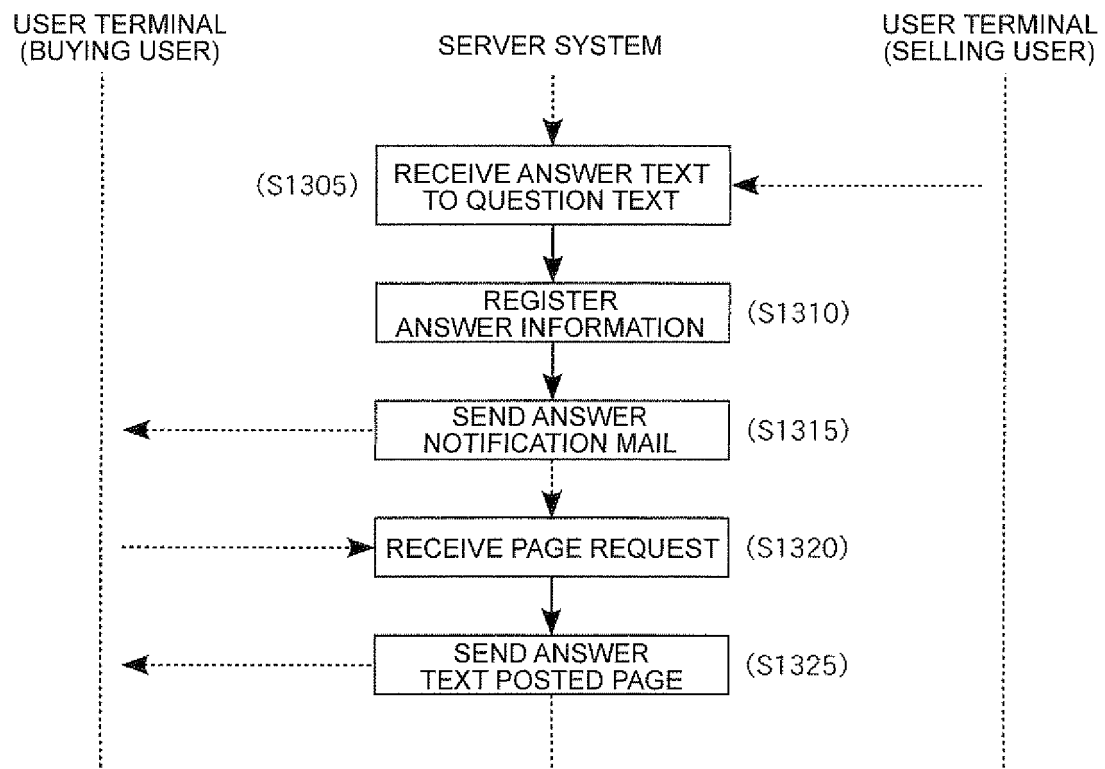 USER TERMINAL
(BUYING USER)
SERVER SYSTEM
USER TERMINAL
(SELLING USER)
(S1305)
RECEIVE ANSWER TEXT
TO QUESTION TEXT
REGISTER
ANSWER INFORMATION
(S1310)
SEND ANSWER
NOTIFICATION MAIL
(S1315)
RECEIVE PAGE REQUEST
(S1320)
SEND ANSWER
TEXT POSTED PAGE
(S1325)